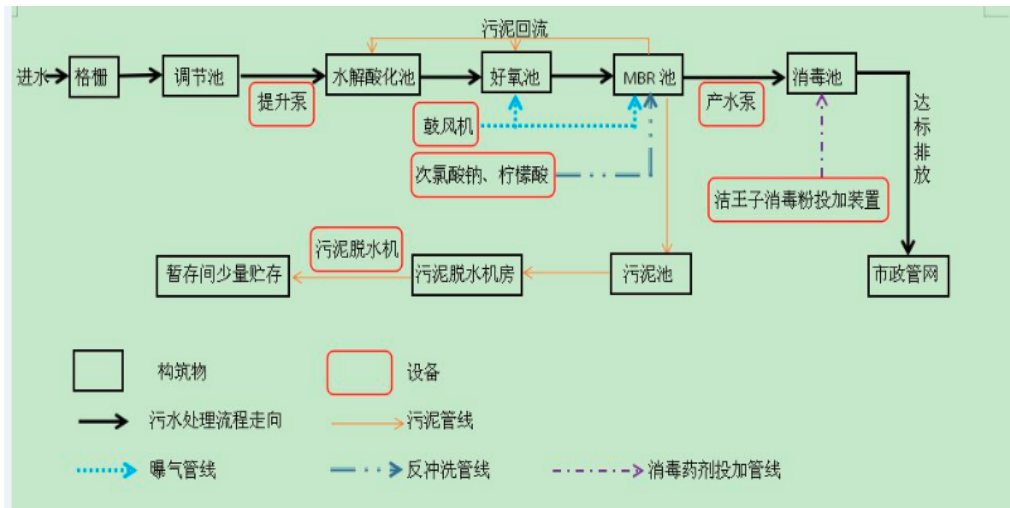 污泥回流
进水
格栅
调节池
提升泵
水解酸化池
好氧池
MBR 池
产水泵
消毒池
鼓风机
次氯酸钠、柠檬酸
洁王子消毒粉投加装置
达标排放
污泥脱水机
暂存间少量贮存
污泥脱水机房
污泥池
市政管网
构筑物
设备
污水处理流程走向
污泥管线
曝气管线
反冲洗管线
消毒药剂投加管线